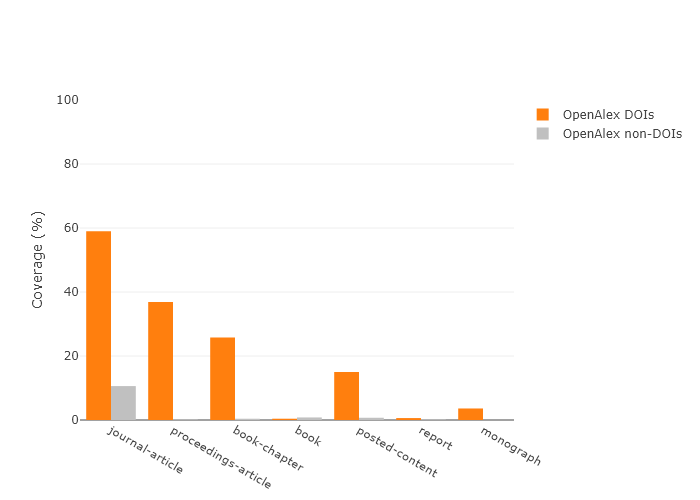 100
80
60
40
20
0
Coverage (%)
journal-article
proceedings-article
book-chapter
book
posted-content
report
monograph
OpenAlex DOIs
OpenAlex non-DOIs